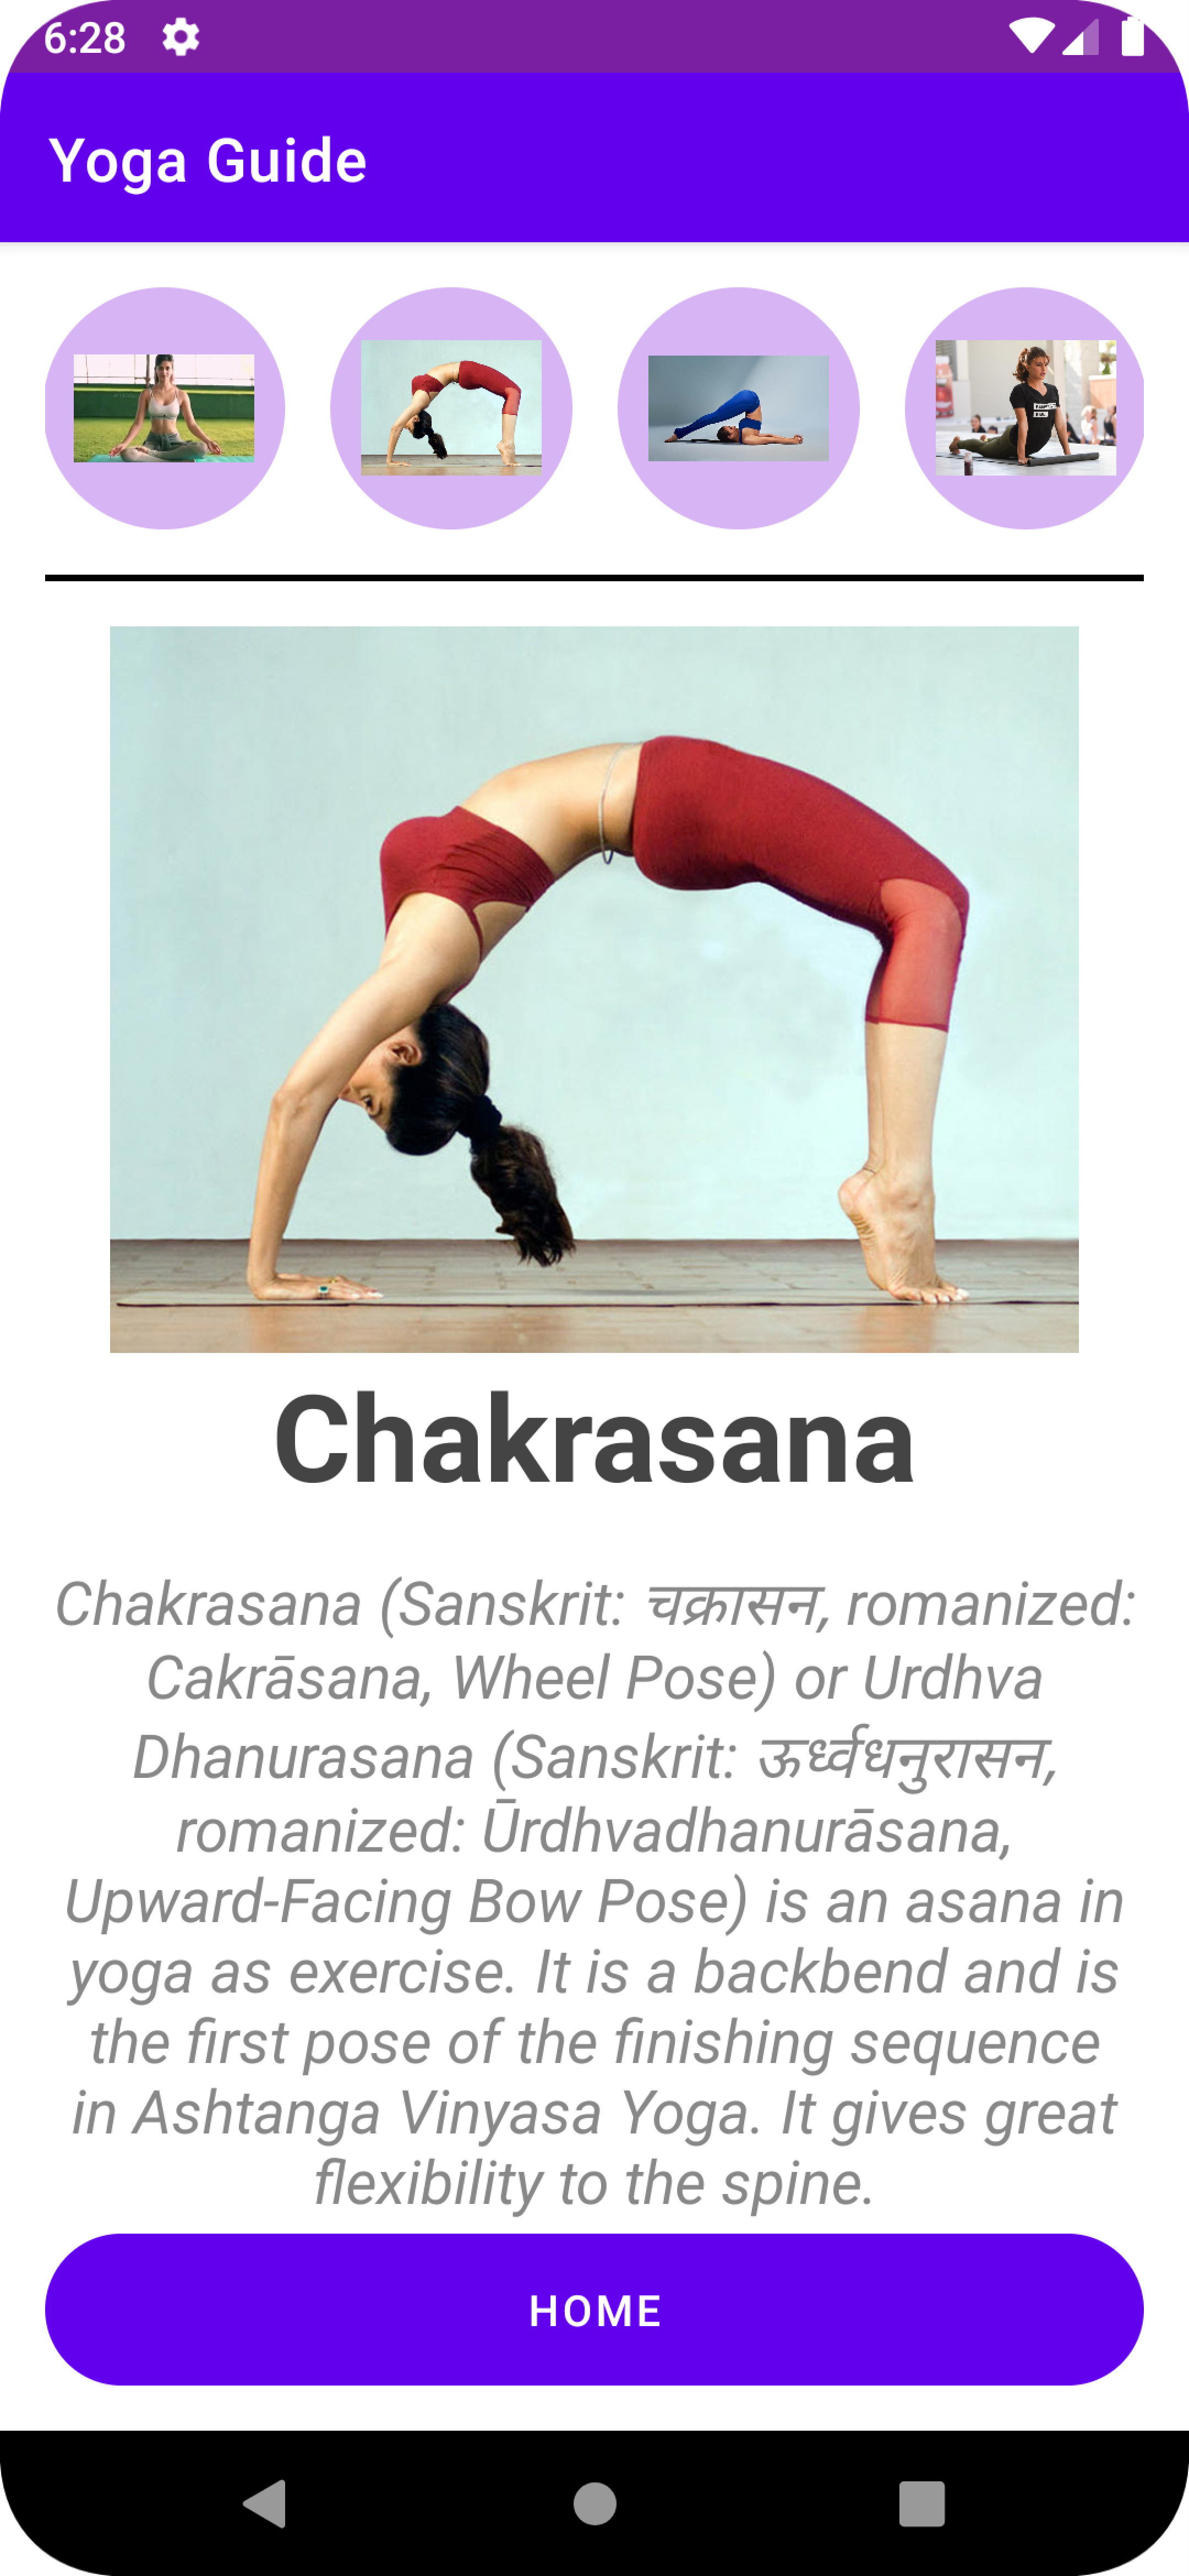 6:28
Yoga Guide
Chakrasana
Chakrasana (Sanskrit: चक्रासन, romanized:
Cakrāsana, Wheel Pose) or Urdhva
Dhanurasana (Sanskrit: ऊर्ध्वधनुरासन,
romanized: Ūrdhvadhanurāsana,
Upward-Facing Bow Pose) is an asana in
yoga as exercise. It is a backbend and is
the first pose of the finishing sequence
in Ashtanga Vinyasa Yoga. It gives great
flexibility to the spine.
HOME